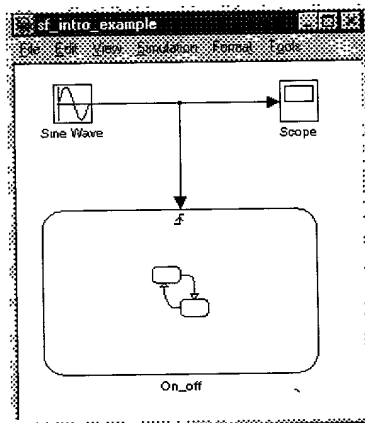 sf_intro_example
File Edit View Simulation Format Tools
Sine Wave
Scope
On_off